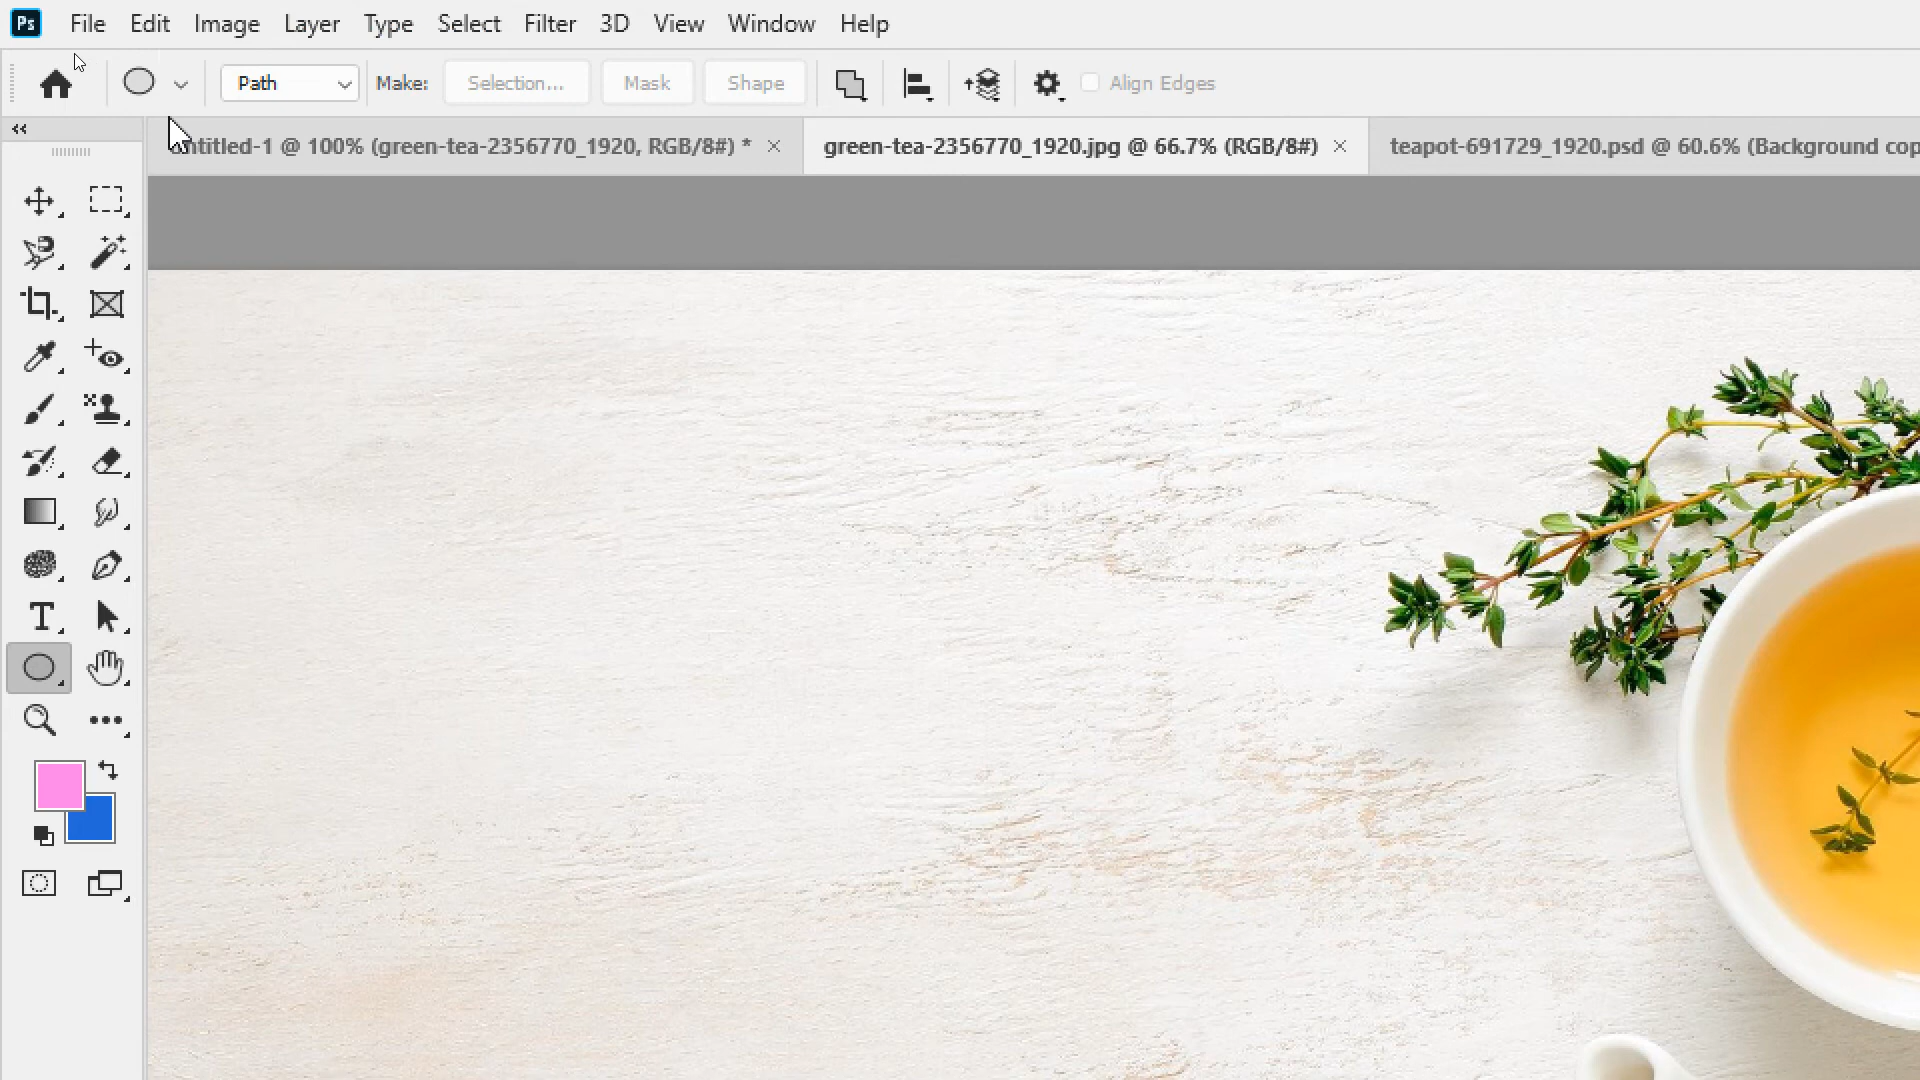 Ps File Edit Image Layer Type Select Filter 3D View Window Help
Path Make: Selection... Mask Shape Align Edges
ntitled-1 @ 100% (green-tea-2356770_1920, RGB/8#) * × green-tea-2356770_1920.jpg @ 66.7% (RGB/8#) × teapot-691729_1920.psd @ 60.6% (Background cop
T